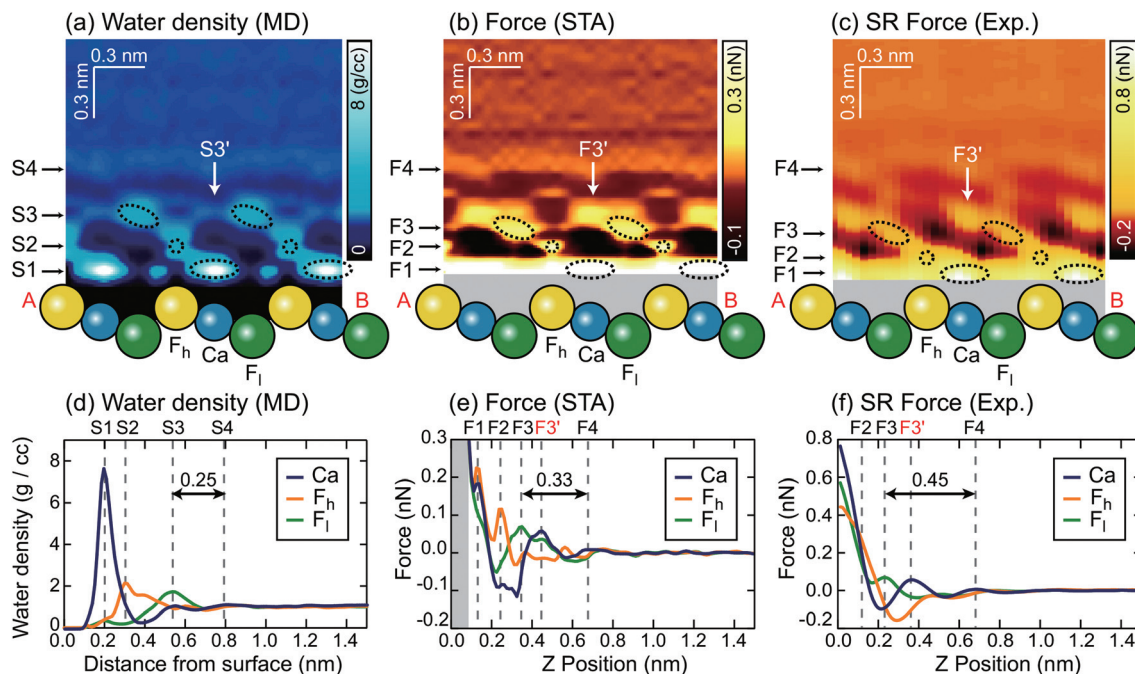 (a) Water density (MD)
0.3 nm
0.3 nm
8 (g/cc)
0
S3'
S4
S3
S2
S1
A
B
Fh
Ca
Fl
(b) Force (STA)
0.3 nm
0.3 nm
0.3 (nN)
-0.1
F3'
F4
F3
F2
F1
A
B
Fh
Ca
Fl
(c) SR Force (Exp.)
0.3 nm
0.3 nm
0.8 (nN)
-0.2
F3'
F4
F3
F2
F1
A
B
Fh
Ca
Fl
(d) Water density (MD)
S1 S2 S3 S4
Water density (g / cc)
8
6
4
2
0
0.25
Ca
Fh
Fl
0.0 0.2 0.4 0.6 0.8 1.0 1.2 1.4
Distance from surface (nm)
(e) Force (STA)
F1 F2 F3 F3' F4
Force (nN)
0.3
0.2
0.1
0.0
-0.1
-0.2
0.33
Ca
Fh
Fl
0.0 0.2 0.4 0.6 0.8 1.0 1.2 1.4
Z Position (nm)
(f) SR Force (Exp.)
F2 F3 F3' F4
Force (nN)
0.8
0.6
0.4
0.2
0.0
-0.2
0.45
Ca
Fh
Fl
0.0 0.2 0.4 0.6 0.8 1.0 1.2 1.4
Z Position (nm)